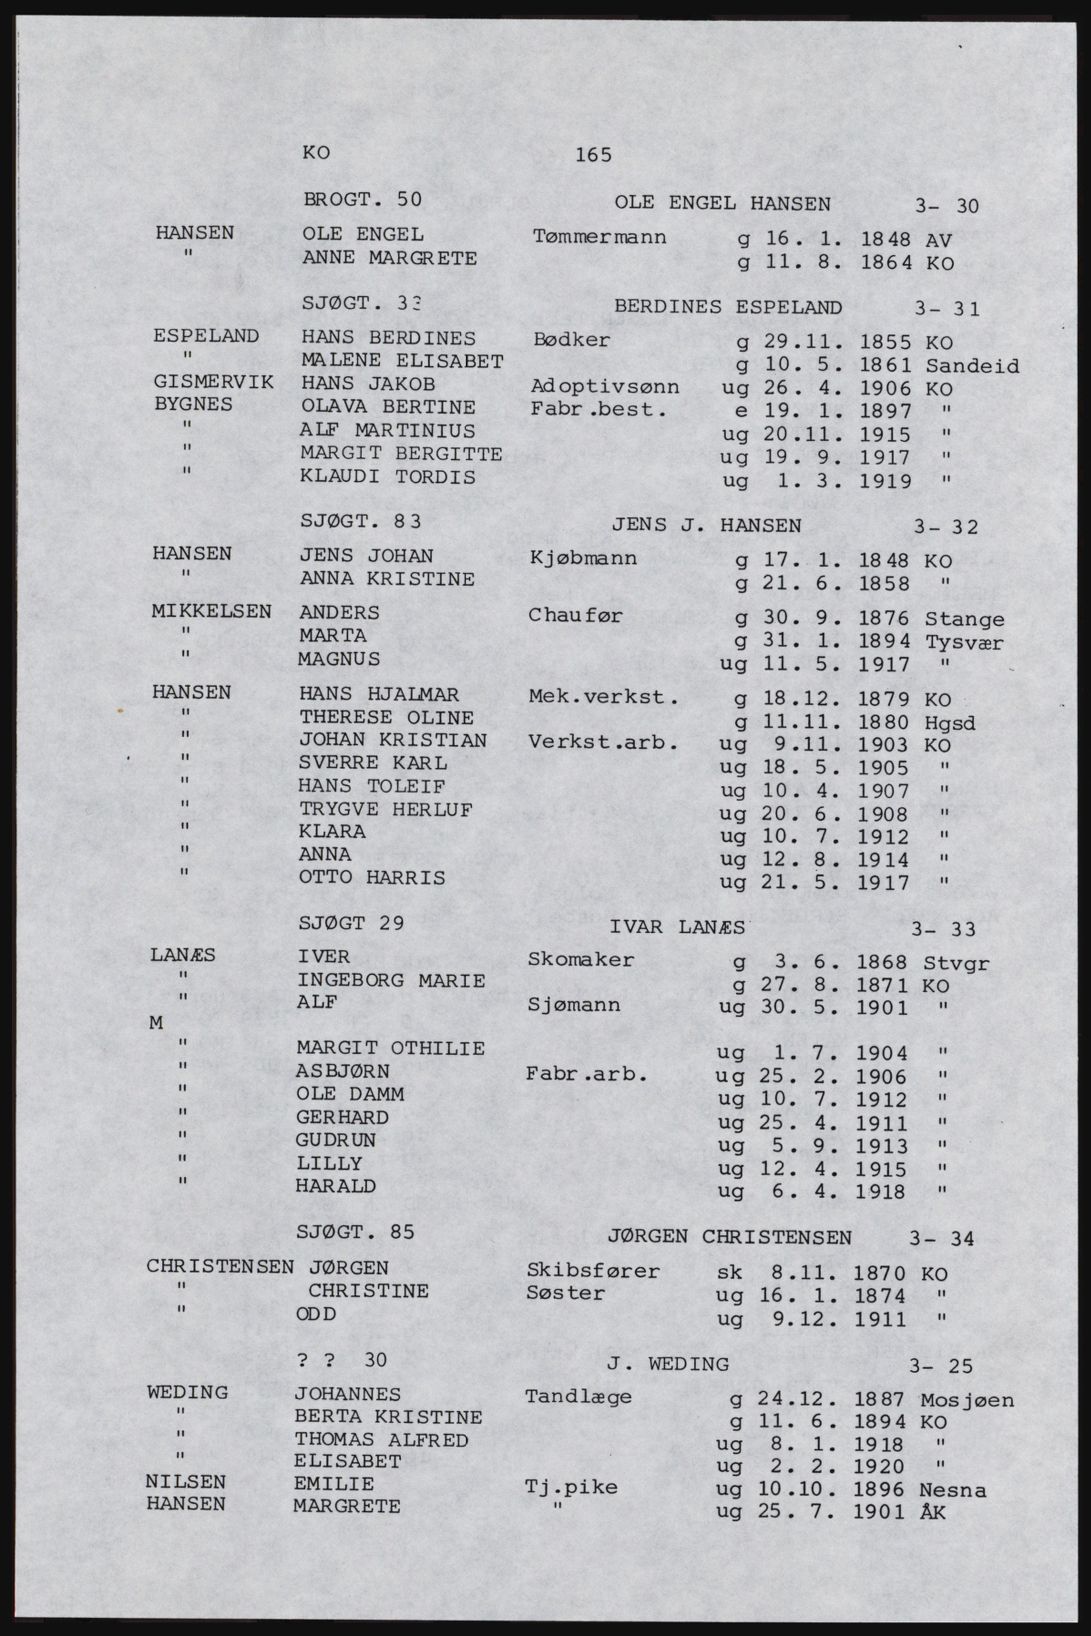 KO 165
BROGT. 50 OLE ENGEL HANSEN 3- 30
HANSEN OLE ENGEL Tømmermann g 16. 1. 1848 AV
" ANNE MARGRETE g 11. 8. 1864 KO
SJØGT. BERDINES ESPELAND 3- 31
ESPELAND HANS BERDINES Bødker g 29.11. 1855 KO
" MALENE ELISABET g 10. 5. 1861 Sandeid
GISMERVIK HANS JAKOB Adoptivsønn ug 26. 4. 1906 KO
BYGNES OLAVA BERTINE Fabr.best. e 19. 1. 1897 "
" ALF MARTINIUS ug 20.11. 1915 "
" MARGIT BERGITTE ug 19. 9. 1917 "
" KLAUDI TORDIS ug 1. 3. 1919 "
SJØGT. 83 JENS J. HANSEN 3- 32
HANSEN JENS JOHAN Kjøbmann g 17. 1. 1848 KO
" ANNA KRISTINE g 21. 6. 1858 "
MIKKELSEN ANDERS Chaufør g 30. 9. 1876 Stange
" MARTA g 31. 1. 1894 Tysvær
" MAGNUS ug 11. 5. 1917 "
HANSEN HANS HJALMAR Mek.verkst. g 18.12. 1879 KO
" THERESE OLINE g 11.11. 1880 Hgsd
" JOHAN KRISTIAN Verkst.arb. ug 9.11. 1903 KO
" SVERRE KARL ug 18. 5. 1905 "
" HANS TOLEIF ug 10. 4. 1907 "
" TRYGVE HERLUF ug 20. 6. 1908 "
" KLARA ug 10. 7. 1912 "
" ANNA ug 12. 8. 1914 "
" OTTO HARRIS ug 21. 5. 1917 "
SJØGT 29 IVAR LANÆS 3- 33
LANÆS IVER Skomaker g 3. 6. 1868 Stvgr
" INGEBORG MARIE g 27. 8. 1871 KO
" ALF Sjømann ug 30. 5. 1901 "
M
" MARGIT OTHILIE ug 1. 7. 1904 "
" ASBJØRN Fabr.arb. ug 25. 2. 1906 "
" OLE DAMM ug 10. 7. 1912 "
" GERHARD ug 25. 4. 1911 "
" GUDRUN ug 5. 9. 1913 "
" LILLY ug 12. 4. 1915 "
" HARALD ug 6. 4. 1918 "
SJØGT. 85 JØRGEN CHRISTENSEN 3- 34
CHRISTENSEN JØRGEN Skibsfører sk 8.11. 1870 KO
" CHRISTINE Søster ug 16. 1. 1874 "
" ODD ug 9.12. 1911 "
? ? 30 J. WEDING 3- 25
WEDING JOHANNES Tandlæge g 24.12. 1887 Mosjøen
" BERTA KRISTINE g 11. 6. 1894 KO
" THOMAS ALFRED ug 8. 1. 1918 "
" ELISABET ug 2. 2. 1920 "
NILSEN EMILIE Tj.pike ug 10.10. 1896 Nesna
HANSEN MARGRETE " ug 25. 7. 1901 ÅK